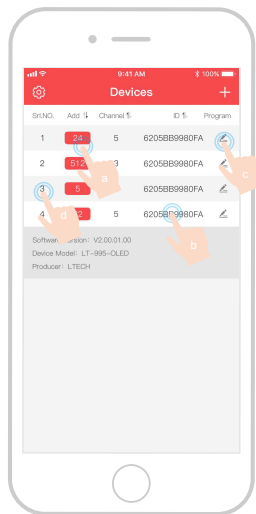 9:41 AM 100%
Devices
Srl.NO. Add Channel ID Program
1 24 5 6205BB9980FA
2 512 3 6205BB9980FA
a
c
3 5 6205BB9980FA
d
4 5 6205BB9980FA
b
Software V2.00.01.00
Device Model: LT-995-OLED
Producer: LTECH